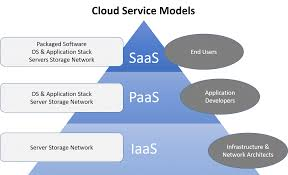 Cloud Service Models
Packaged Software
OS & Application Stack
Servers Storage Network
SaaS
End Users
OS & Application Stack
Server Storage Network
PaaS
Application
Developers
Server Storage Network
IaaS
Infrastructure &
Network Architects